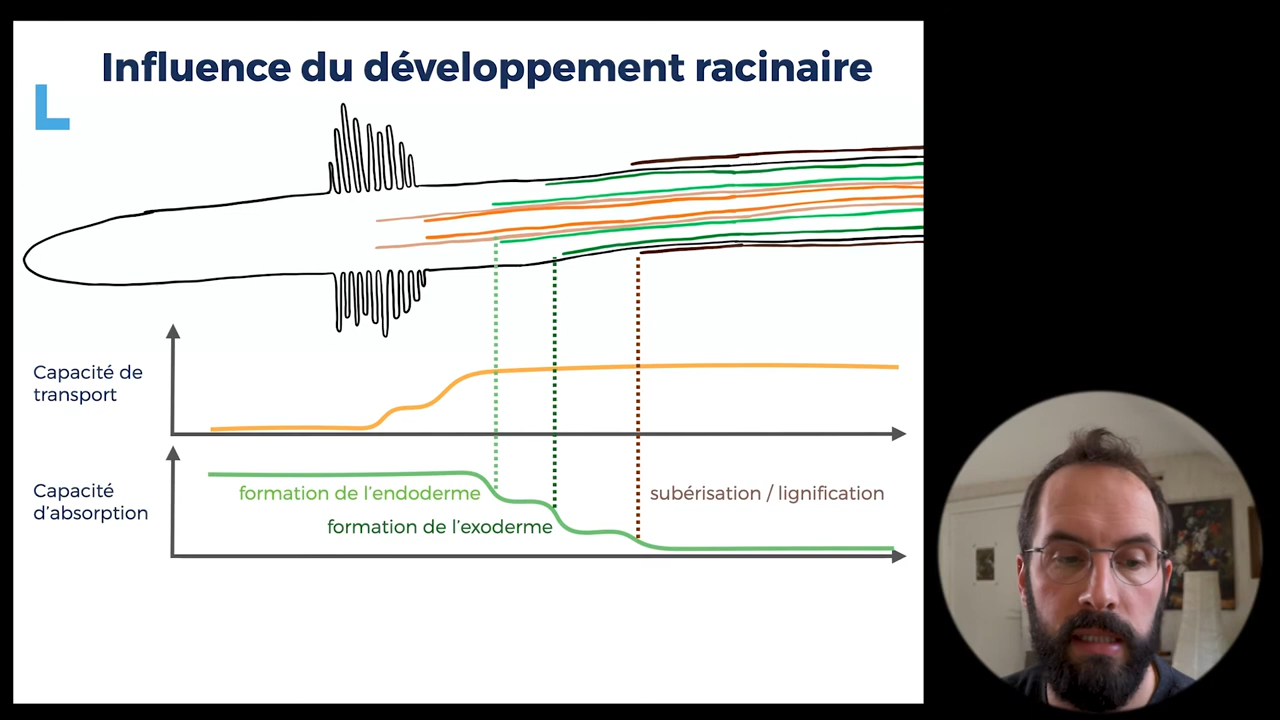 Influence du développement racinaire
Capacité de
transport
Capacité
d'absorption
formation de l'endoderme
formation de l'exoderme
subérisation / lignification